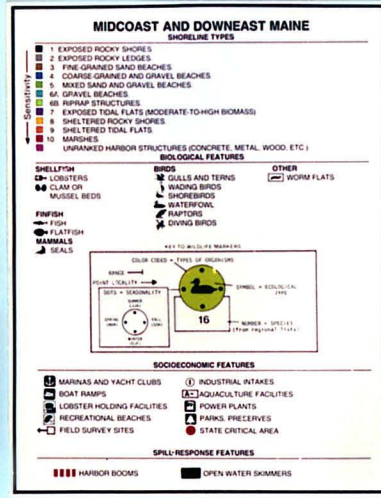 MIDCOAST AND DOWNEAST MAINE
SHORELINE TYPES
Sensitivity
1 EXPOSED ROCKY SHORES
2 EXPOSED ROCKY LEDGES
3 FINE-GRAINED SAND BEACHES
4 COARSE-GRAINED AND GRAVEL BEACHES
5 MIXED SAND AND GRAVEL BEACHES
6A GRAVEL BEACHES
6B RIPRAP STRUCTURES
7 EXPOSED TIDAL FLATS (MODERATE-TO-HIGH BIOMASS)
8 SHELTERED ROCKY SHORES
9 SHELTERED TIDAL FLATS
10 MARSHES
UNRANKED HARBOR STRUCTURES (CONCRETE, METAL, WOOD, ETC.)
BIOLOGICAL FEATURES
SHELLFISH
LOBSTERS
CLAM OR
MUSSEL BEDS
FINFISH
FISH
FLATFISH
MAMMALS
SEALS
BIRDS
GULLS AND TERNS
WADING BIRDS
SHOREBIRDS
WATERFOWL
RAPTORS
DIVING BIRDS
OTHER
WORM FLATS
KEY TO WILDLIFE MARKERS
COLOR CODED = TYPES OF ORGANISMS
RANGE
POINT LOCALITY
DOTS = SEASONALITY
SUMMER
SPRING
FALL
WINTER
SYMBOL = ECOLOGICAL
TYPE
16
NUMBER = SPECIES
(from regional lists)
SOCIOECONOMIC FEATURES
MARINAS AND YACHT CLUBS
BOAT RAMPS
LOBSTER HOLDING FACILITIES
RECREATIONAL BEACHES
FIELD SURVEY SITES
INDUSTRIAL INTAKES
AQUACULTURE FACILITIES
POWER PLANTS
PARKS, PRESERVES
STATE CRITICAL AREA
SPILL-RESPONSE FEATURES
HARBOR BOOMS
OPEN WATER SKIMMERS